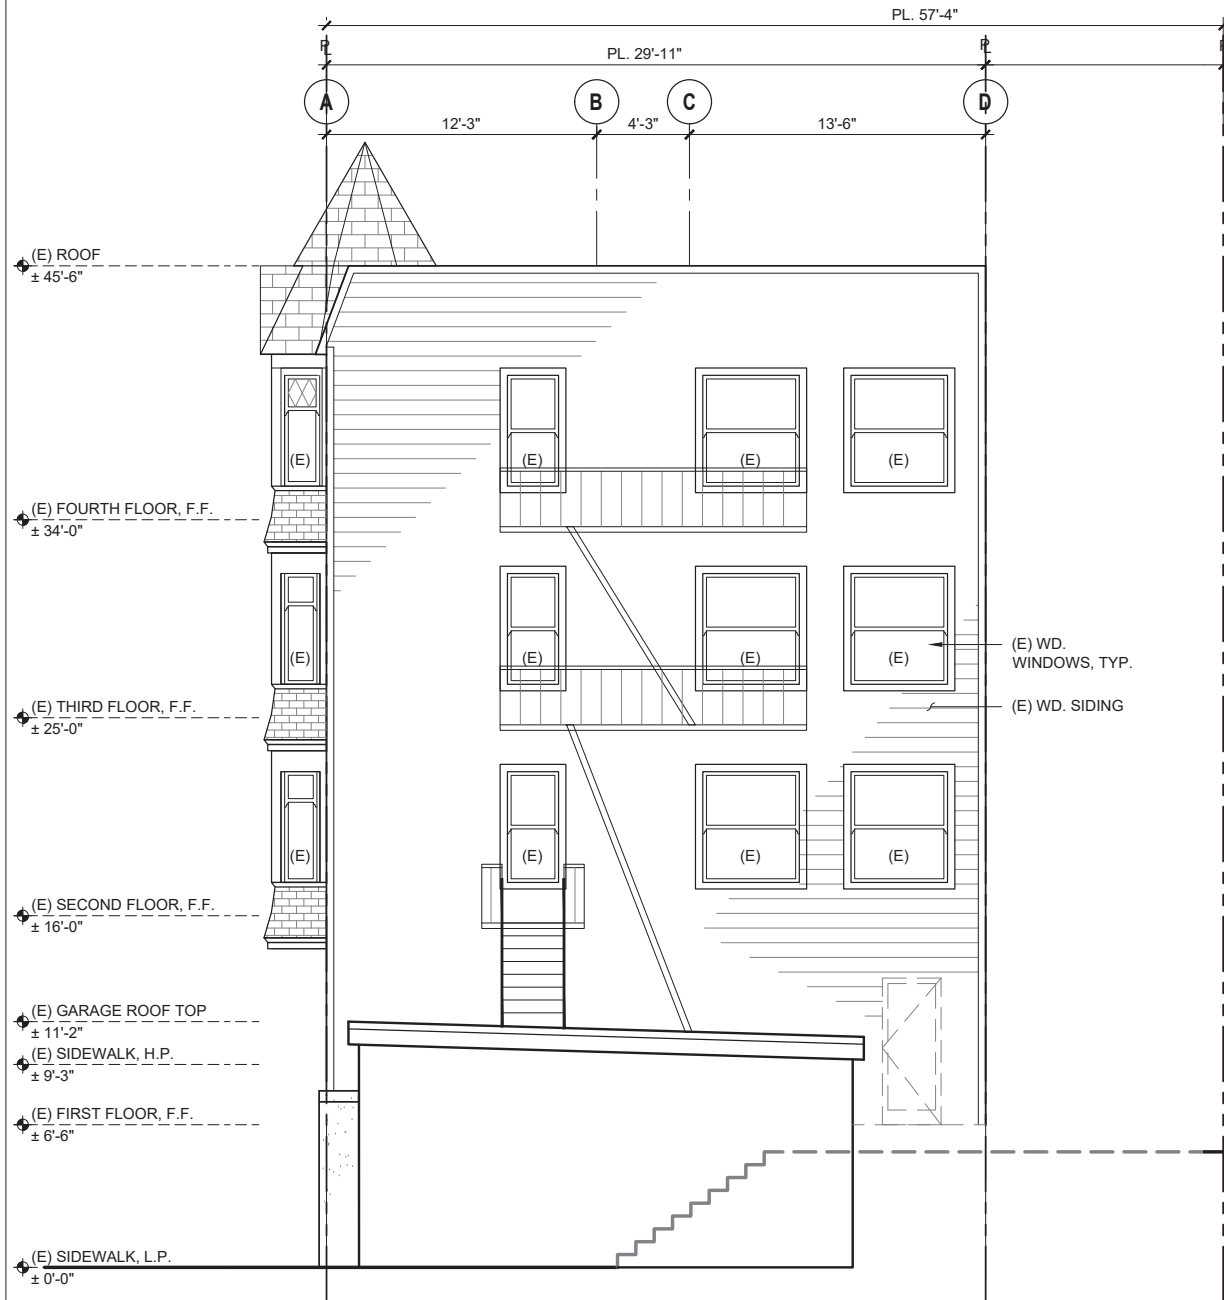 PL. 57'-4"
PL
PL
PL. 29'-11"
A
B
C
D
12'-3"
4'-3"
13'-6"
(E) ROOF
± 45'-6"
(E)
(E)
(E)
(E)
(E) FOURTH FLOOR, F.F.
± 34'-0"
(E)
(E)
(E)
(E)
(E) WD.
WINDOWS, TYP.
(E) THIRD FLOOR, F.F.
± 25'-0"
(E) WD. SIDING
(E)
(E)
(E)
(E)
(E) SECOND FLOOR, F.F.
± 16'-0"
(E) GARAGE ROOF TOP
± 11'-2"
(E) SIDEWALK, H.P.
± 9'-3"
(E) FIRST FLOOR, F.F.
± 6'-6"
(E) SIDEWALK, L.P.
± 0'-0"